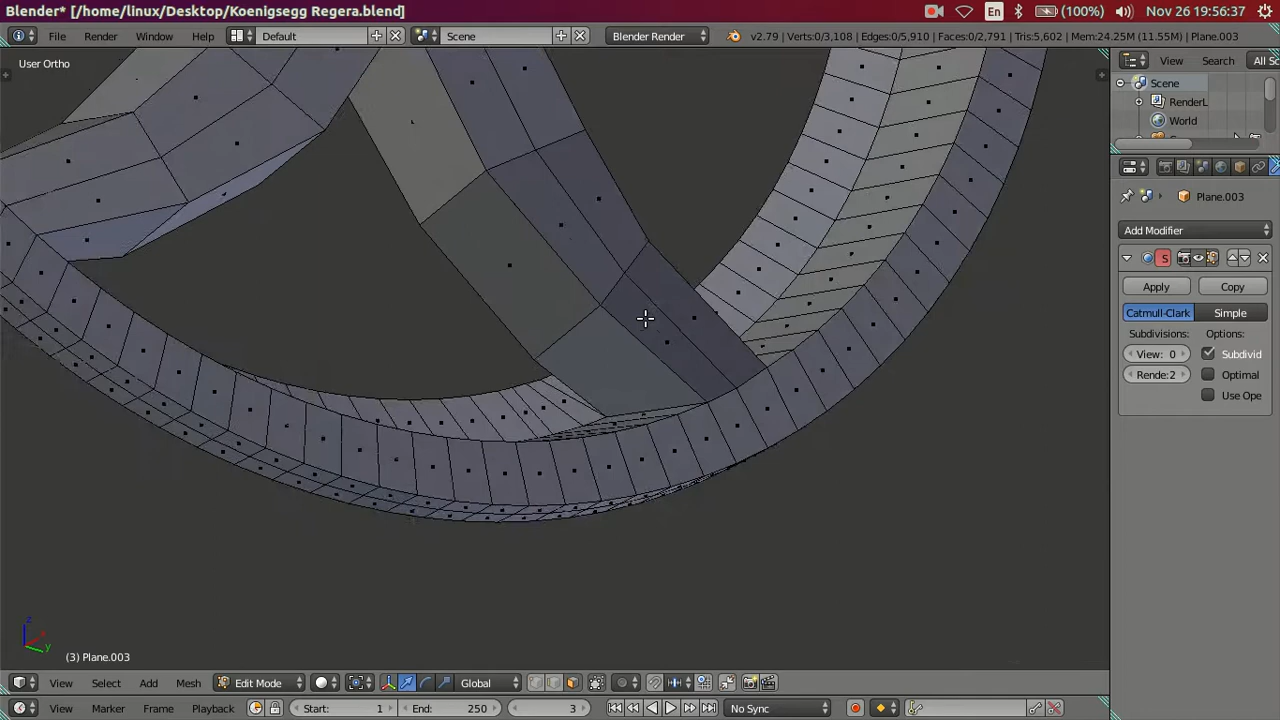 Blender* [/home/linux/Desktop/Koenigsegg Regera.blend]
En (100%) Nov 26 19:56:37
File Render Window Help Default Scene Blender Render v2.79 | Verts:0/3,108 | Edges:0/5,910 | Faces:0/2,791 | Tris:5,602 | Mem:24.25M (11.55M) | Plane.003
User Ortho
View Search All Sc
Scene
RenderL
World
Plane.003
Add Modifier
S
Apply Copy
Catmull-Clark Simple
Subdivisions: Options:
View: 0 Subdivid
Rende:2 Optimal
Use Ope
z
x
y
(3) Plane.003
View Select Add Mesh Edit Mode Global
View Marker Frame Playback Start: 1 End: 250 3 No Sync